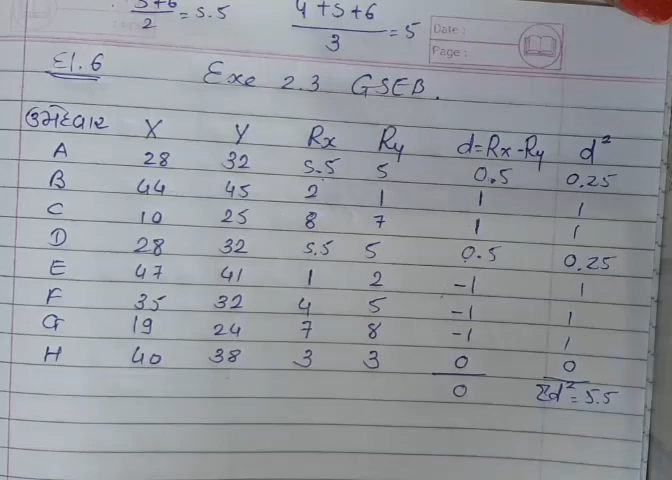 5+6/2 = 5.5 4+5+6/3 = 5 Date :
Page :
દા.6 Exe 2.3 GSEB.
ઉમેદવાર X Y Rx Ry d=Rx-Ry d²
A 28 32 5.5 5 0.5 0.25
B 44 45 2 1 1 1
C 10 25 8 7 1 1
D 28 32 5.5 5 0.5 0.25
E 47 41 1 2 -1 1
F 35 32 4 5 -1 1
G 19 24 7 8 -1 1
H 40 38 3 3 0 0
0 Σd² = 5.5